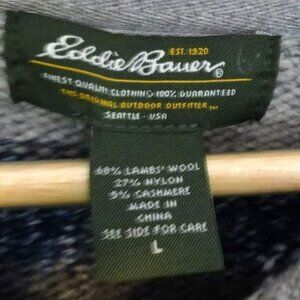 EST. 1920
Eddie Bauer®
FINEST QUALITY CLOTHING 100% GUARANTEED
THE ORIGINAL OUTDOOR OUTFITTER™
SEATTLE · USA
68% LAMBS' WOOL
27% NYLON
5% CASHMERE
MADE IN
CHINA
SEE SIDE FOR CARE
L